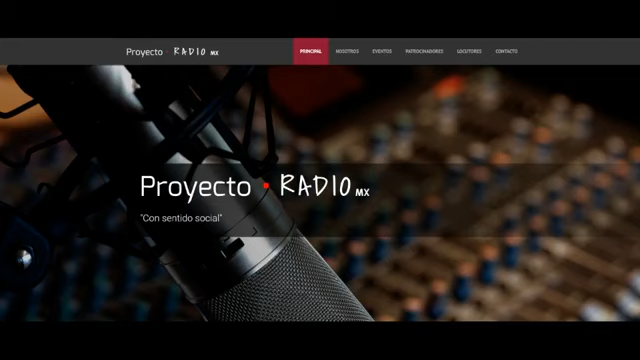 Proyecto · RADIO MX
PRINCIPAL NOSOTROS EVENTOS PATROCINADORES LOCUTORES CONTACTO
Proyecto · RADIO MX
"Con sentido social"